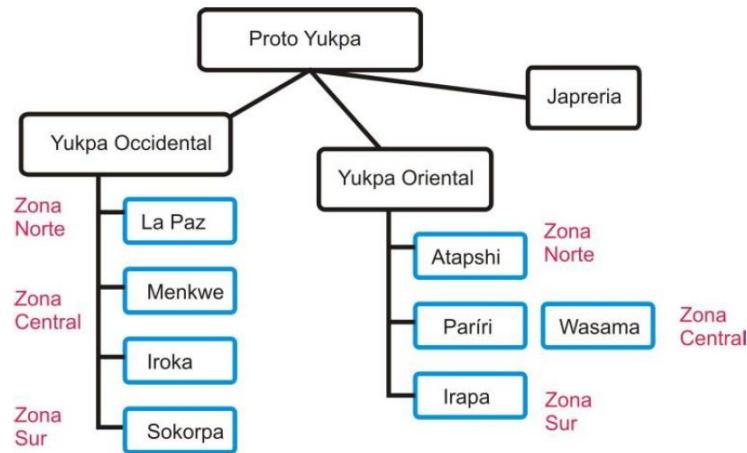 Proto Yukpa
Japreria
Yukpa Occidental
Yukpa Oriental
Zona
Norte
La Paz
Zona
Central
Menkwe
Iroka
Zona
Sur
Sokorpa
Atapshi
Zona
Norte
Paríri
Wasama
Zona
Central
Irapa
Zona
Sur